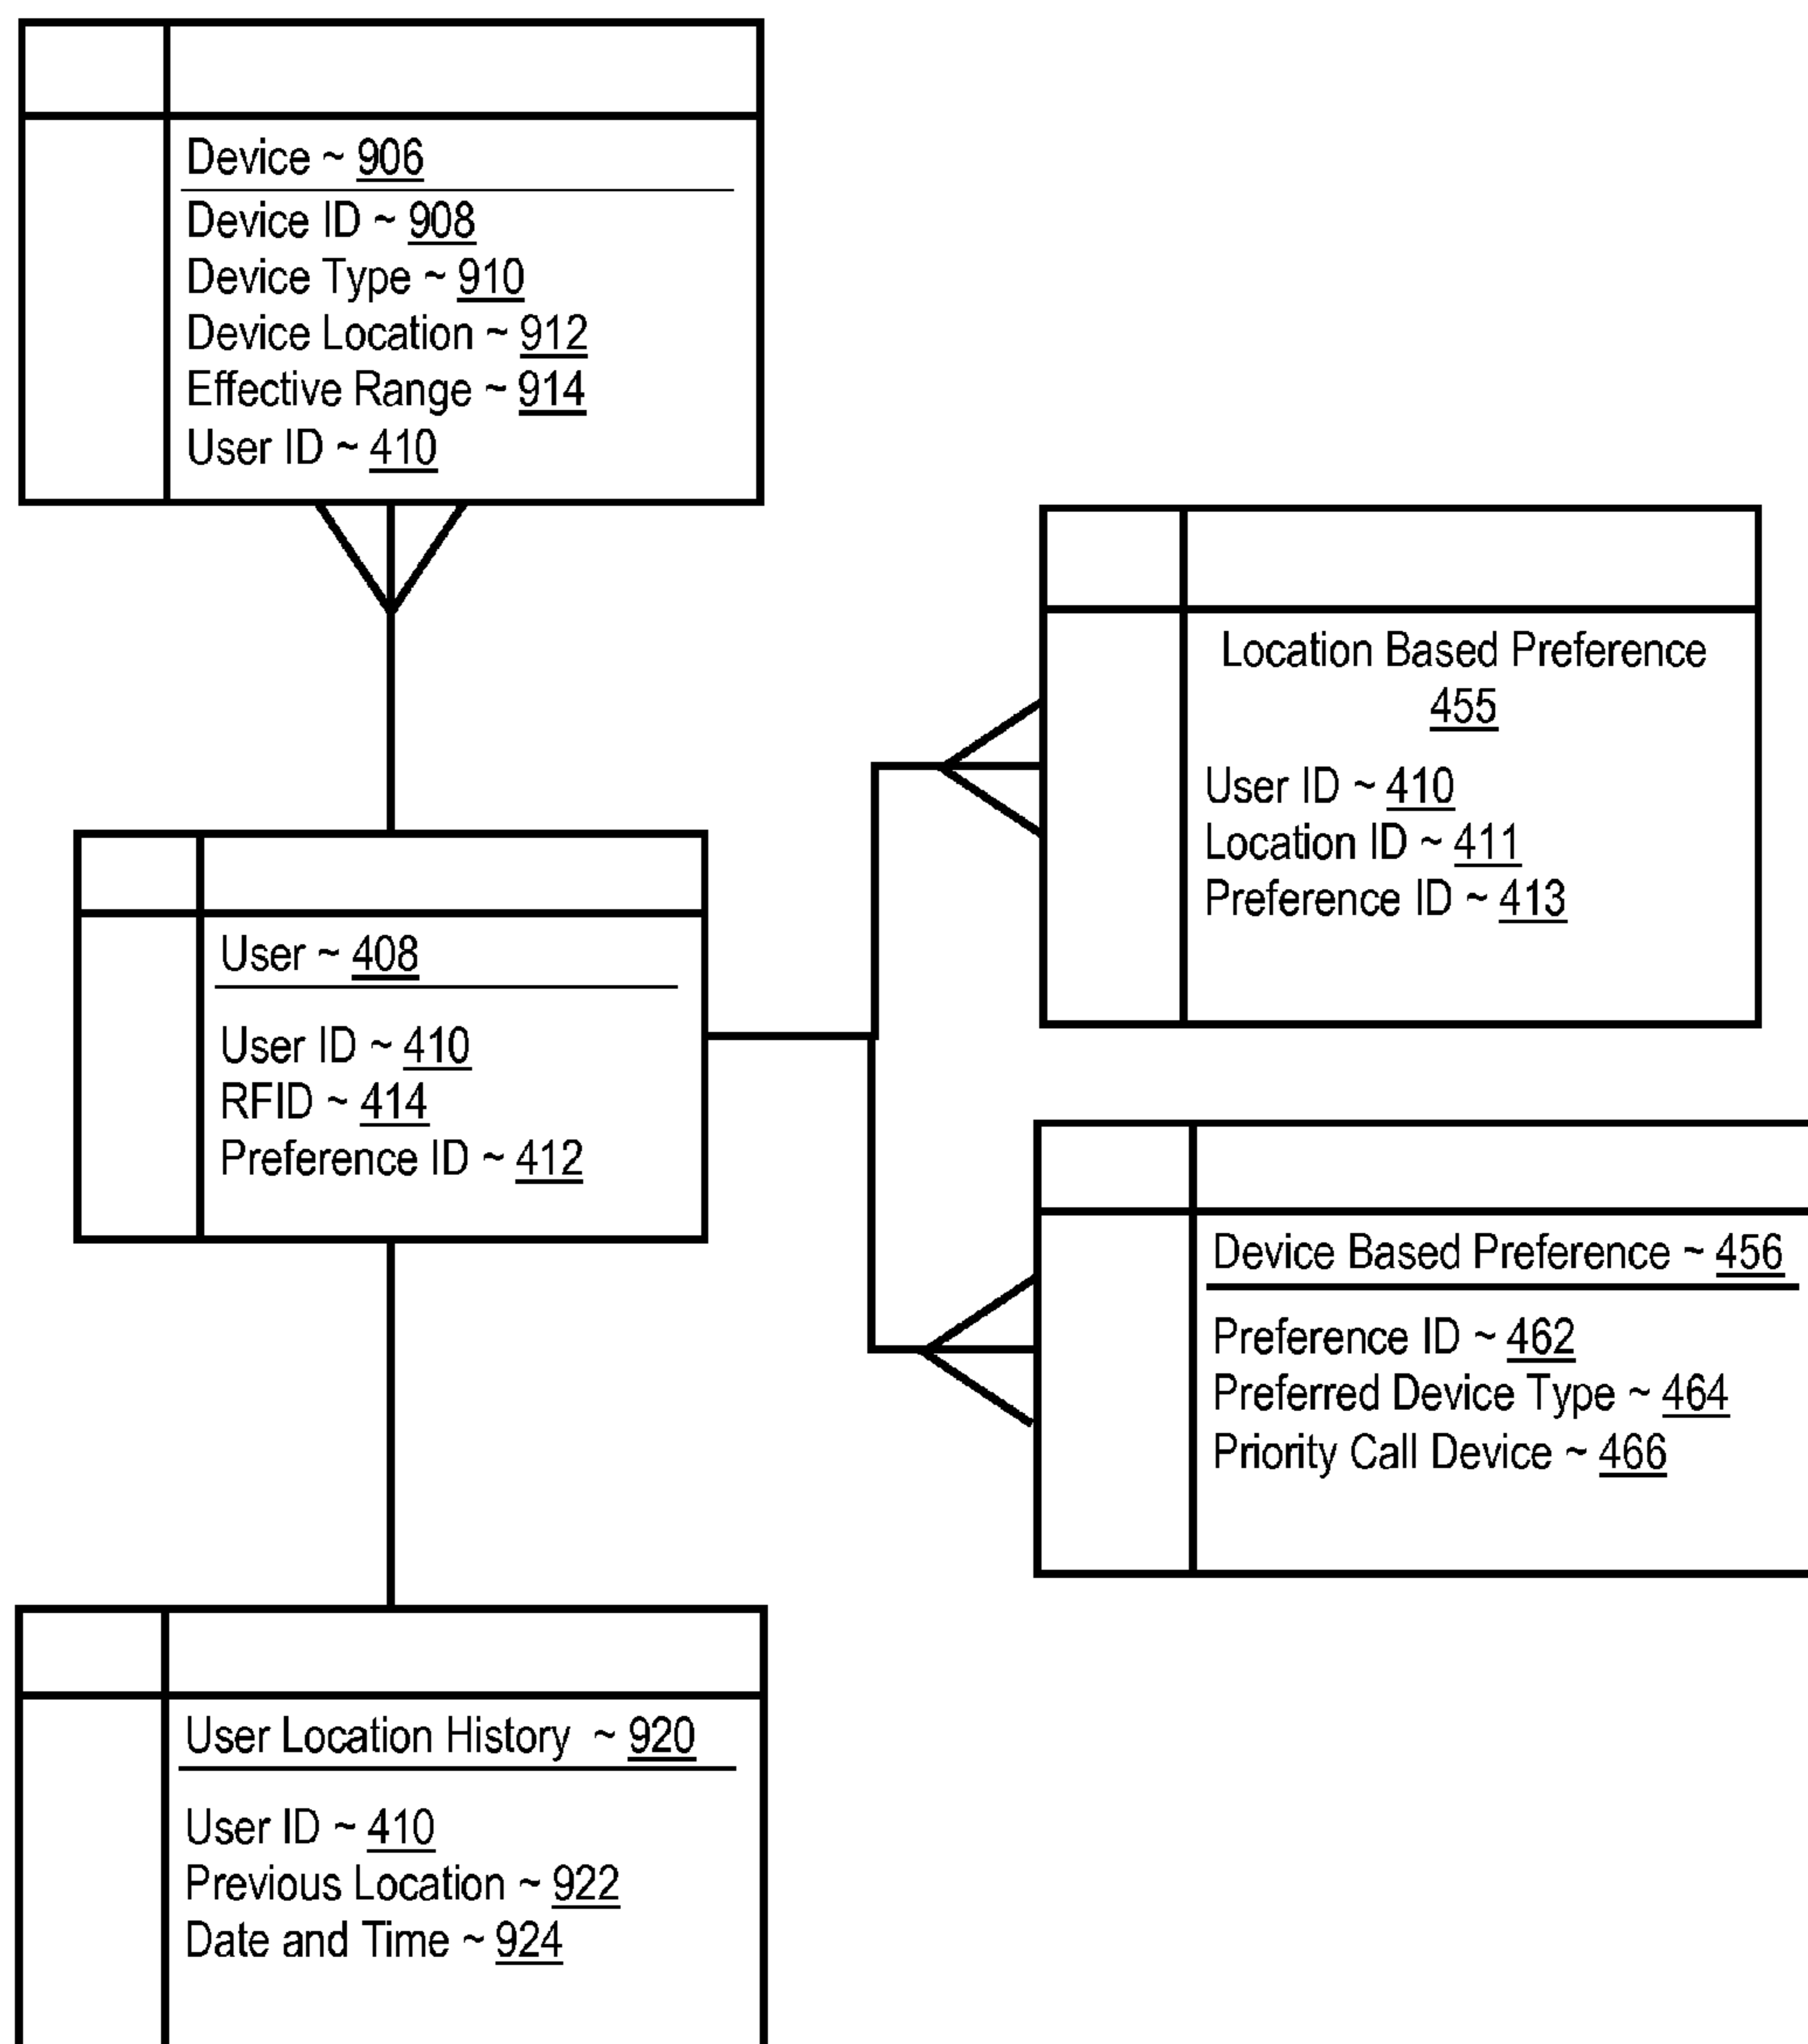 Device ~ 906
Device ID ~ 908
Device Type ~ 910
Device Location ~ 912
Effective Range ~ 914
User ID ~ 410
Location Based Preference
455
User ID ~ 410
Location ID ~ 411
Preference ID ~ 413
User ~ 408
User ID ~ 410
RFID ~ 414
Preference ID ~ 412
Device Based Preference ~ 456
Preference ID ~ 462
Preferred Device Type ~ 464
Priority Call Device ~ 466
User Location History ~ 920
User ID ~ 410
Previous Location ~ 922
Date and Time ~ 924